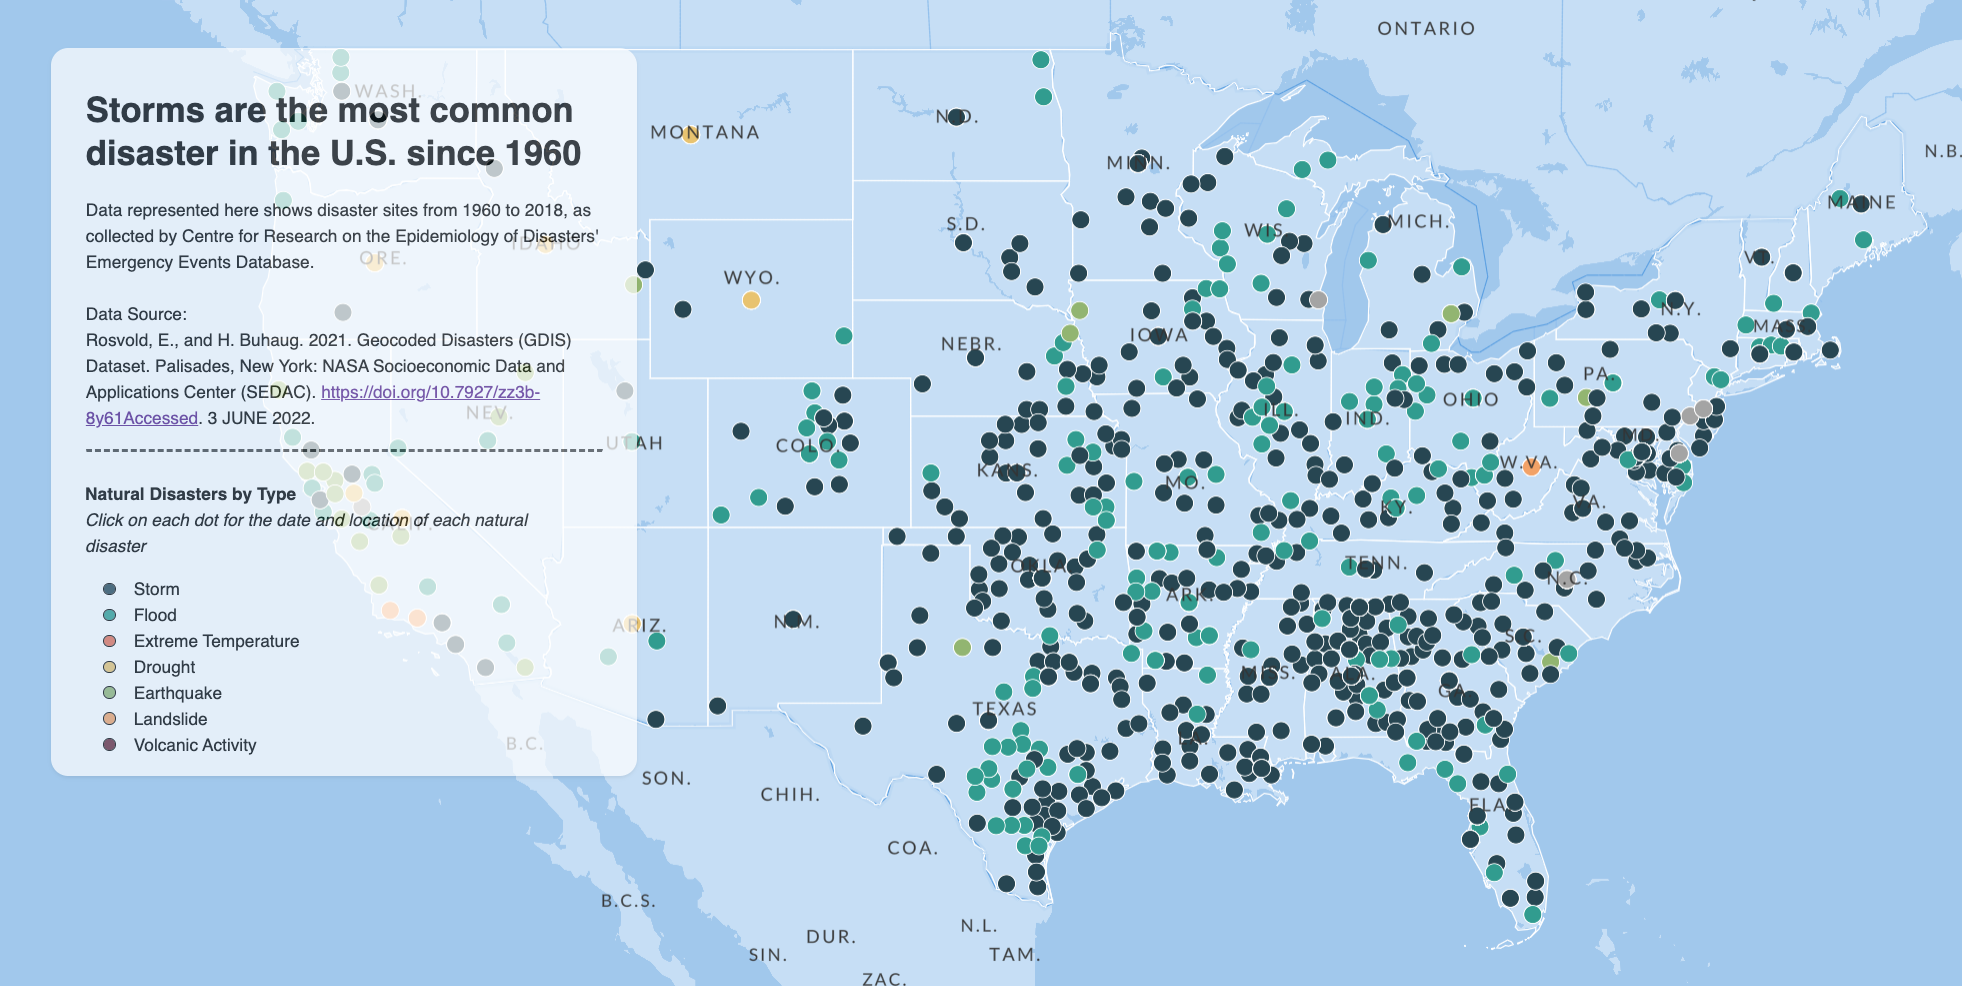 Storms are the most common
disaster in the U.S. since 1960
Data represented here shows disaster sites from 1960 to 2018, as
collected by Centre for Research on the Epidemiology of Disasters'
Emergency Events Database.
Data Source:
Rosvold, E., and H. Buhaug. 2021. Geocoded Disasters (GDIS)
Dataset. Palisades, New York: NASA Socioeconomic Data and
Applications Center (SEDAC). https://doi.org/10.7927/zz3b-
8y61Accessed. 3 JUNE 2022.
Natural Disasters by Type
Click on each dot for the date and location of each natural
disaster
Storm
Flood
Extreme Temperature
Drought
Earthquake
Landslide
Volcanic Activity
ONTARIO
WASH.
MONTANA
N.D.
MINN.
N.B.
MAINE
ORE.
IDAHO
S.D.
WIS.
MICH.
VT.
WYO.
N.Y.
MASS.
NEBR.
IOWA
PA.
NEV.
UTAH
COLO.
KANS.
MO.
ILL.
IND.
OHIO
MD.
W.VA.
VA.
KY.
CALIF.
ARIZ.
N.M.
OKLA.
ARK.
TENN.
N.C.
S.C.
MISS.
ALA.
GA.
TEXAS
LA.
FLA.
B.C.
SON.
CHIH.
COA.
B.C.S.
N.L.
DUR.
SIN.
TAM.
ZAC.